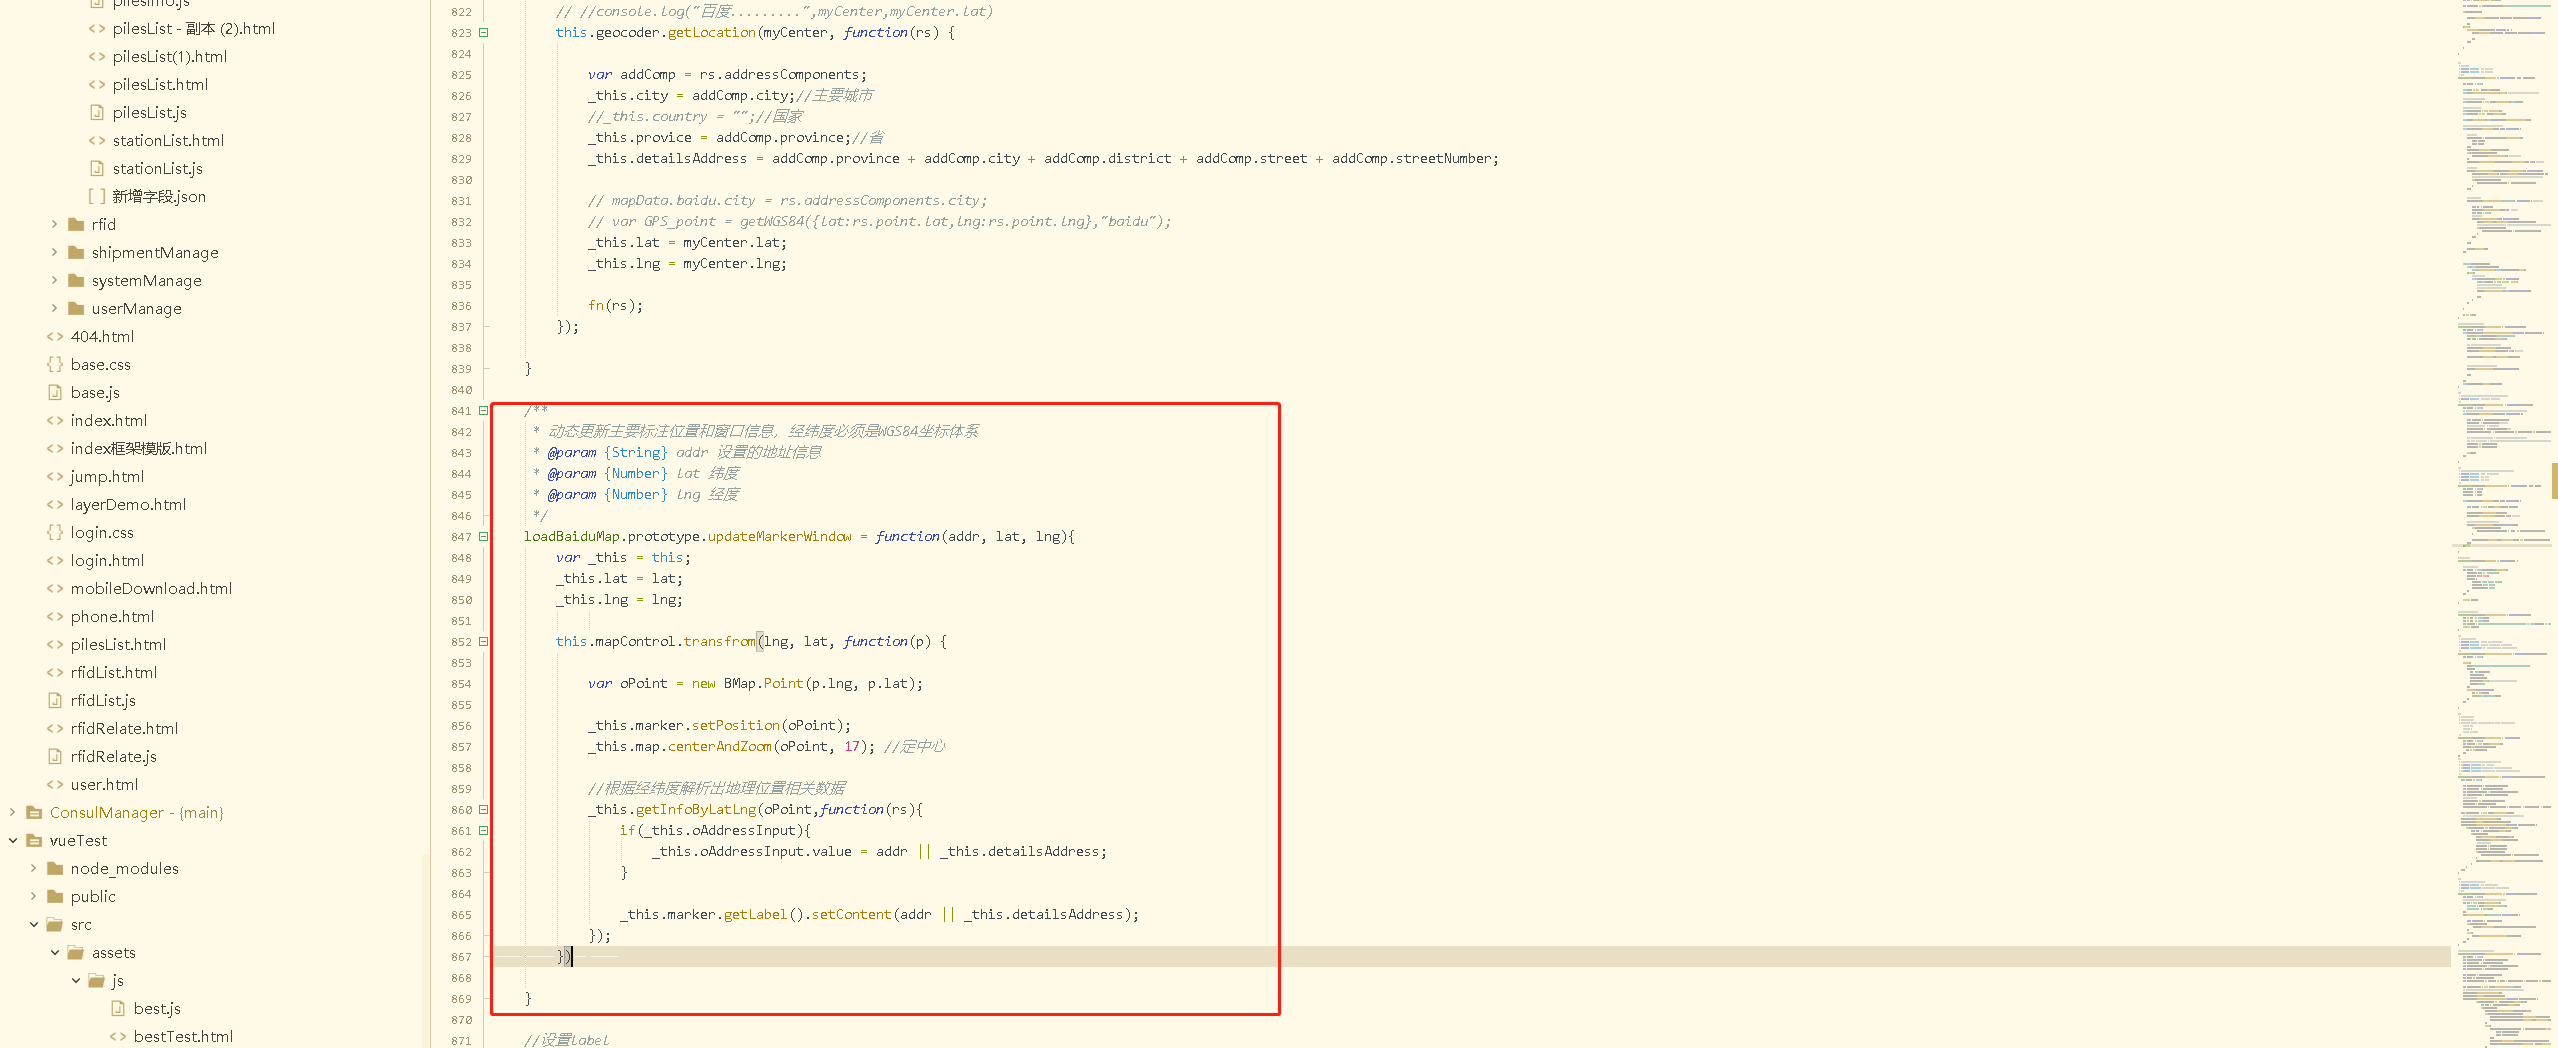 pilesInfo.js
pilesList - 副本 (2).html
pilesList(1).html
pilesList.html
pilesList.js
stationList.html
stationList.js
新增字段.json
rfid
shipmentManage
systemManage
userManage
404.html
base.css
base.js
index.html
index框架模版.html
jump.html
layerDemo.html
login.css
login.html
mobileDownload.html
phone.html
pilesList.html
rfidList.html
rfidList.js
rfidRelate.html
rfidRelate.js
user.html
ConsulManager - {main}
vueTest
node_modules
public
src
assets
js
best.js
bestTest.html
822 // //console.log("百度.........",myCenter,myCenter.lat)
823 this.geocoder.getLocation(myCenter, function(rs) {
824
825 var addComp = rs.addressComponents;
826 _this.city = addComp.city;//主要城市
827 //_this.country = "";//国家
828 _this.provice = addComp.province;//省
829 _this.detailsAddress = addComp.province + addComp.city + addComp.district + addComp.street + addComp.streetNumber;
830
831 // mapData.baidu.city = rs.addressComponents.city;
832 // var GPS_point = getWGS84({lat:rs.point.lat,lng:rs.point.lng},"baidu");
833 _this.lat = myCenter.lat;
834 _this.lng = myCenter.lng;
835
836 fn(rs);
837 });
838
839 }
840
841 /**
842 * 动态更新主要标注位置和窗口信息，经纬度必须是WGS84坐标体系
843 * @param {String} addr 设置的地址信息
844 * @param {Number} lat 纬度
845 * @param {Number} lng 经度
846 */
847 loadBaiduMap.prototype.updateMarkerWindow = function(addr, lat, lng){
848 var _this = this;
849 _this.lat = lat;
850 _this.lng = lng;
851
852 this.mapControl.transfrom(lng, lat, function(p) {
853
854 var oPoint = new BMap.Point(p.lng, p.lat);
855
856 _this.marker.setPosition(oPoint);
857 _this.map.centerAndZoom(oPoint, 17); //定中心
858
859 //根据经纬度解析出地理位置相关数据
860 _this.getInfoByLatLng(oPoint,function(rs){
861 if(_this.oAddressInput){
862 _this.oAddressInput.value = addr || _this.detailsAddress;
863 }
864
865 _this.marker.getLabel().setContent(addr || _this.detailsAddress);
866 });
867 })
868
869 }
870
871 //设置label